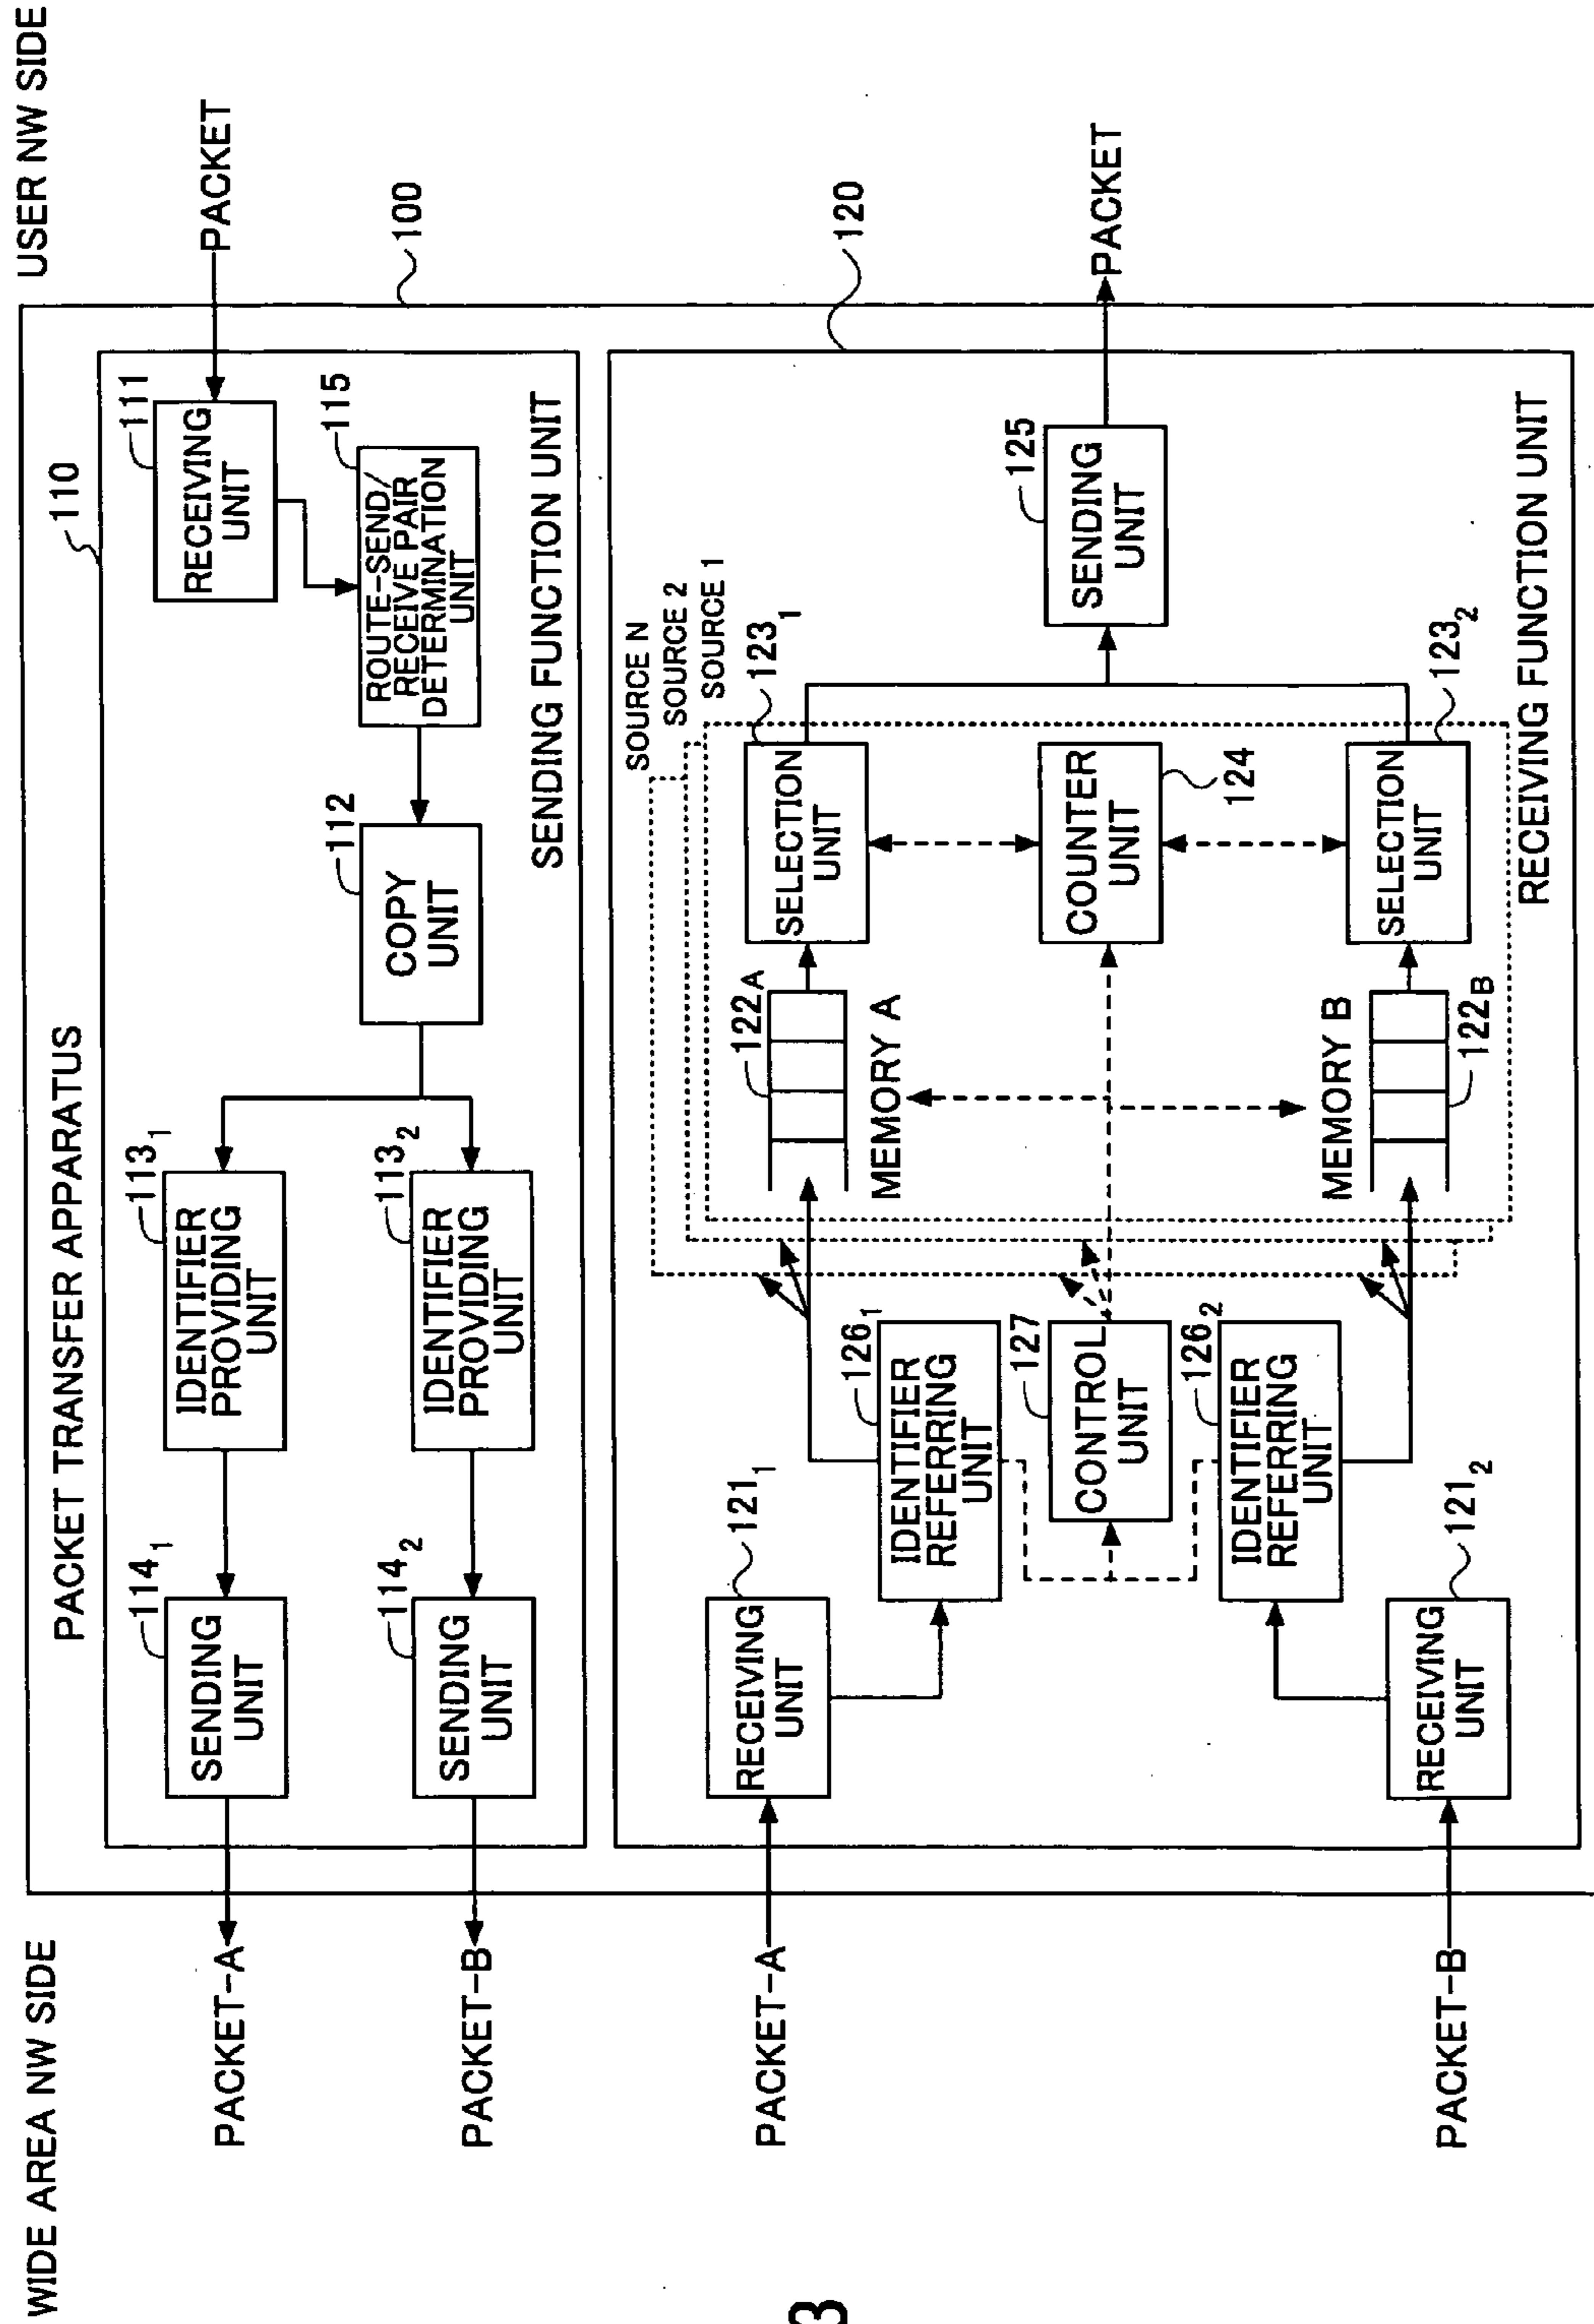 WIDE AREA NW SIDE
USER NW SIDE
PACKET TRANSFER APPARATUS
100
110
PACKET
111
RECEIVING
UNIT
115
ROUTE-SEND/
RECEIVE PAIR
DETERMINATION
UNIT
112
COPY
UNIT
113₁
IDENTIFIER
PROVIDING
UNIT
113₂
IDENTIFIER
PROVIDING
UNIT
114₁
SENDING
UNIT
114₂
SENDING
UNIT
PACKET-A
PACKET-B
SENDING FUNCTION UNIT
120
PACKET-A
121₁
RECEIVING
UNIT
126₁
IDENTIFIER
REFERRING
UNIT
127
CONTROL
UNIT
126₂
IDENTIFIER
REFERRING
UNIT
121₂
RECEIVING
UNIT
PACKET-B
SOURCE N
SOURCE 2
SOURCE 1
122A
MEMORY A
MEMORY B
122B
123₁
SELECTION
UNIT
COUNTER
UNIT
124
123₂
SELECTION
UNIT
125
SENDING
UNIT
PACKET
RECEIVING FUNCTION UNIT
3